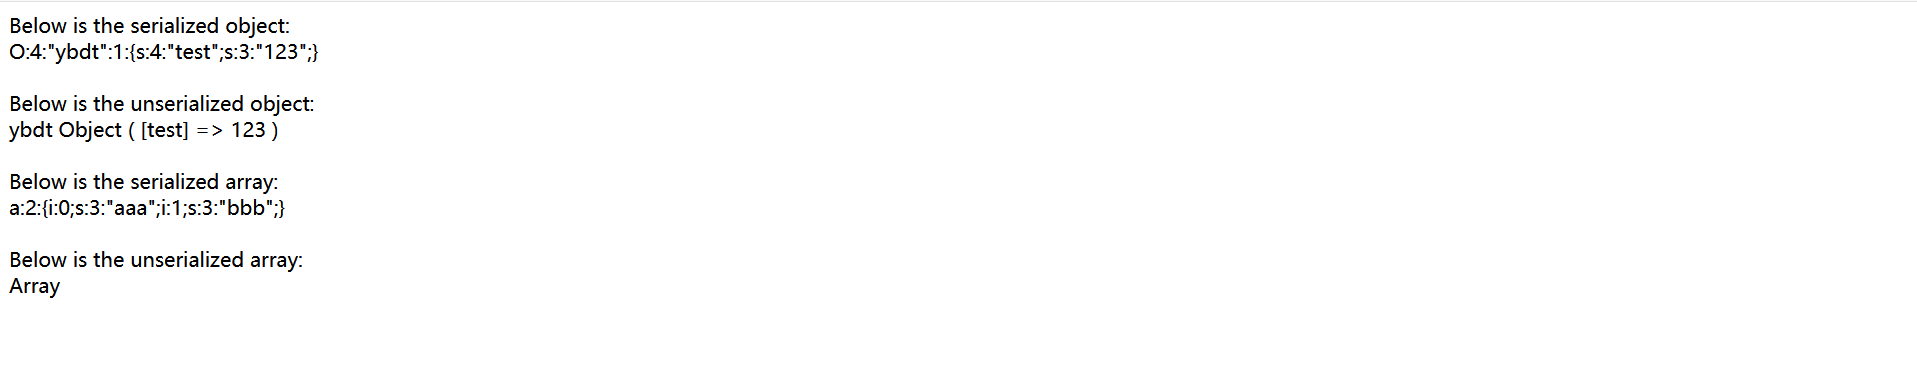 Below is the serialized object:
O:4:"ybdt":1:{s:4:"test";s:3:"123";}
Below is the unserialized object:
ybdt Object ( [test] => 123 )
Below is the serialized array:
a:2:{i:0;s:3:"aaa";i:1;s:3:"bbb";}
Below is the unserialized array:
Array